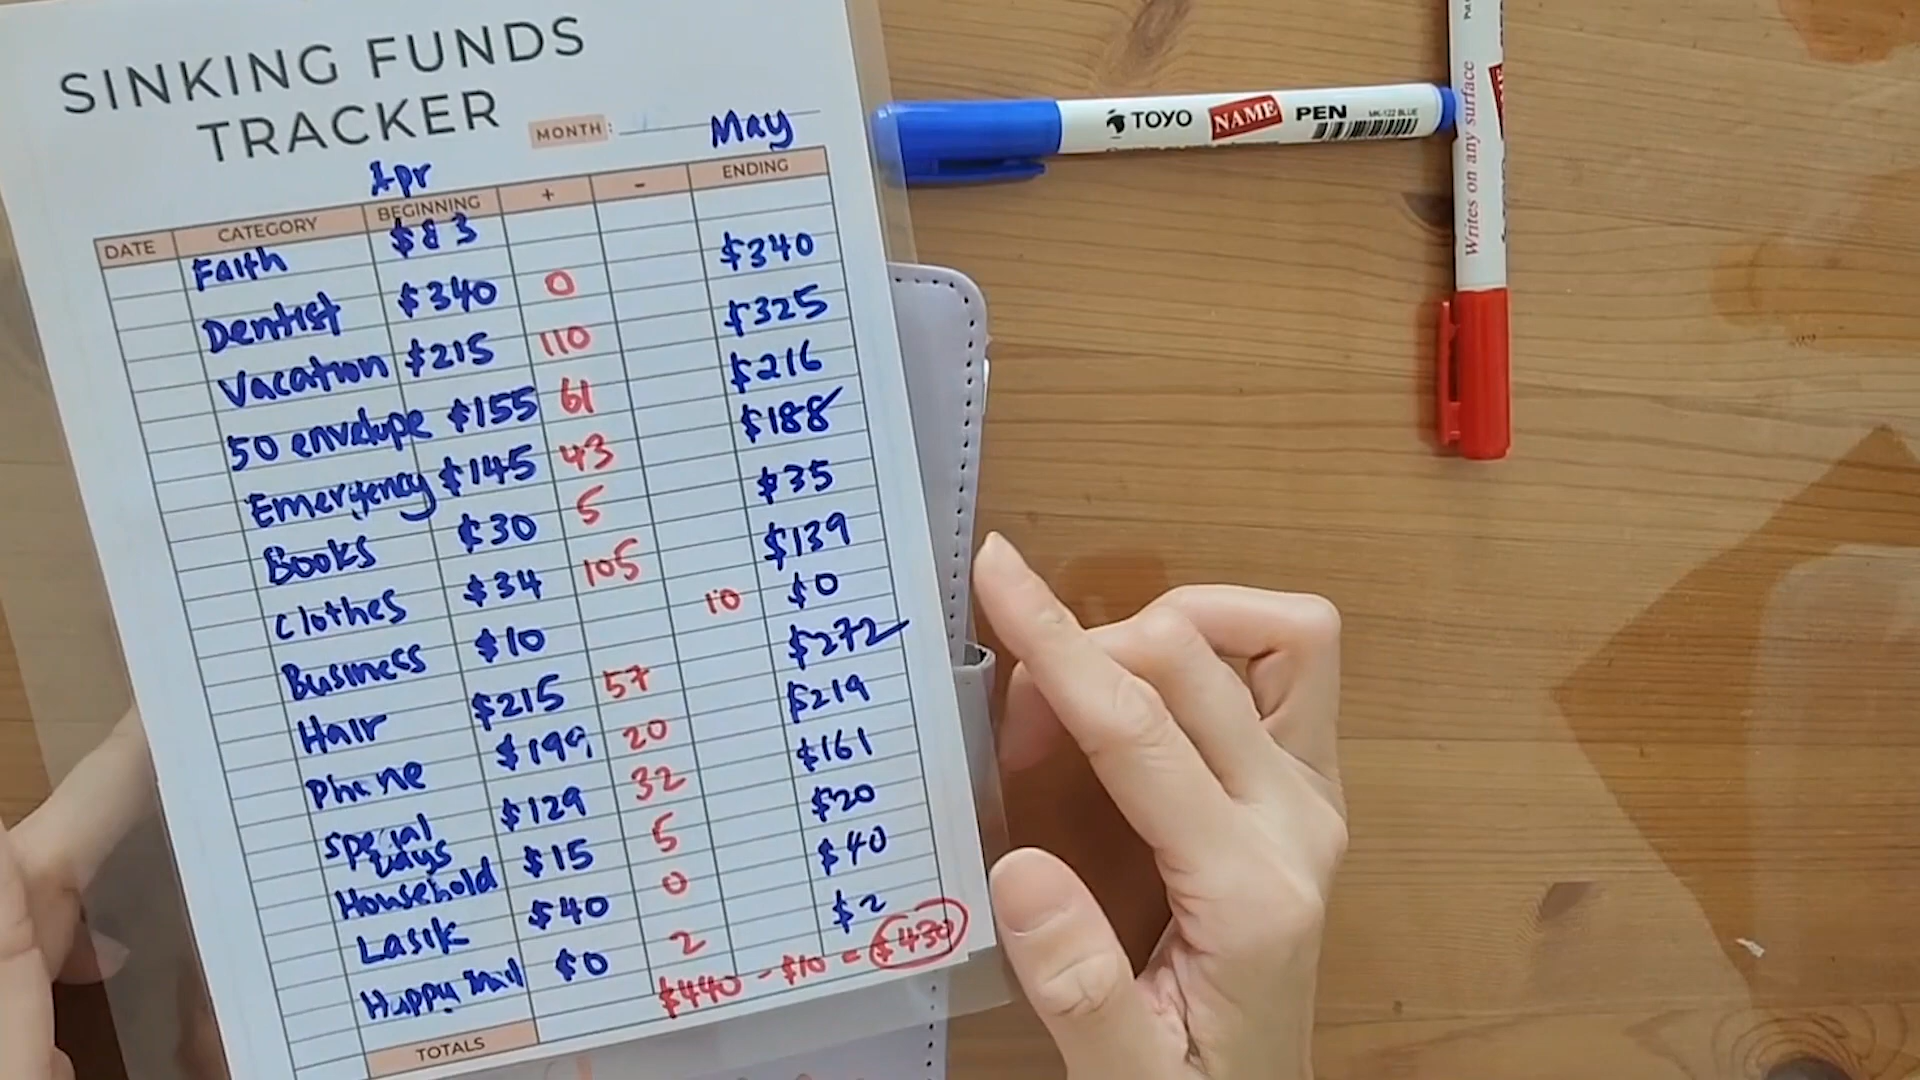 SINKING FUNDS
TRACKER
MONTH:
Apr May
DATE CATEGORY BEGINNING + - ENDING
Faith $83
Dentist $340 0 $340
Vacation $215 110 $325
50 envelope $155 61 $216
Emergency $145 43 $188
Books $30 5 $35
Clothes $34 105 $139
Business $10 10 $0
Hair $215 57 $272
Phone $199 20 $219
Special days $129 32 $161
Household $15 5 $20
Lasik $40 0 $40
Happy Mail $0 2 $2
$440 - $10 = $430
TOTALS
TOYO NAME PEN MK-122 BLUE
Writes on any surface